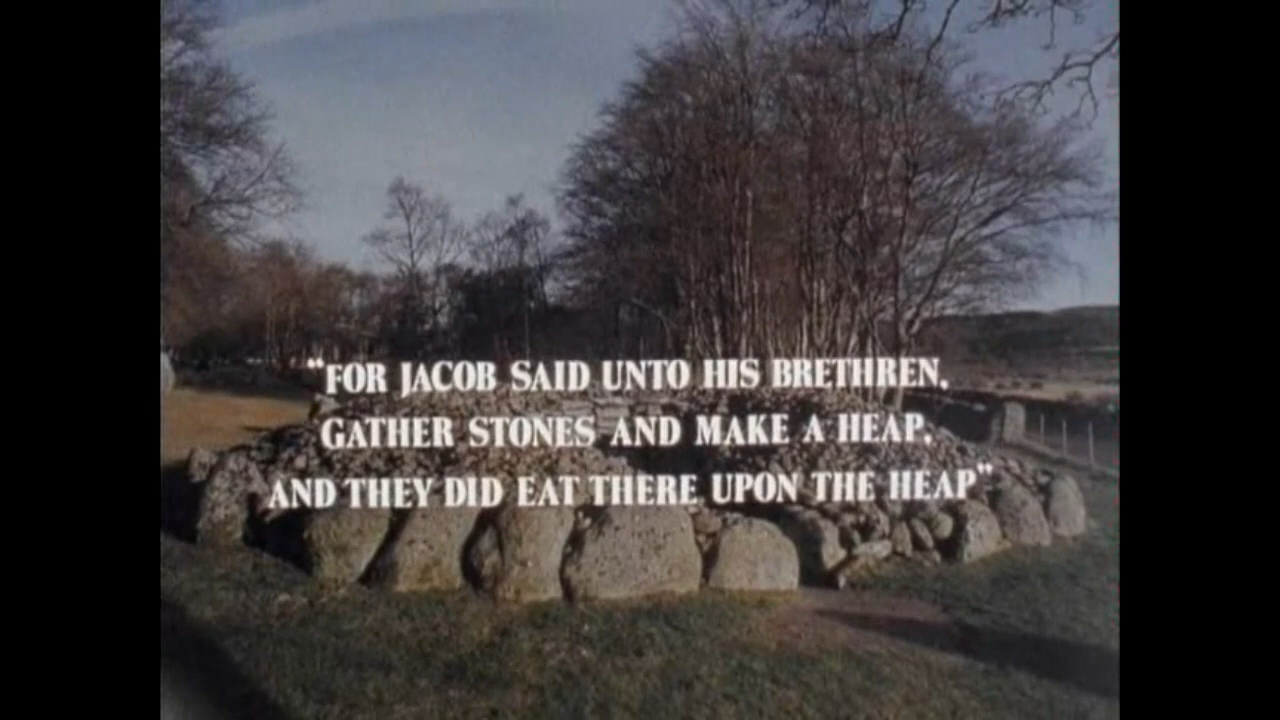 "FOR JACOB SAID UNTO HIS BRETHREN,
GATHER STONES AND MAKE A HEAP,
AND THEY DID EAT THERE UPON THE HEAP"